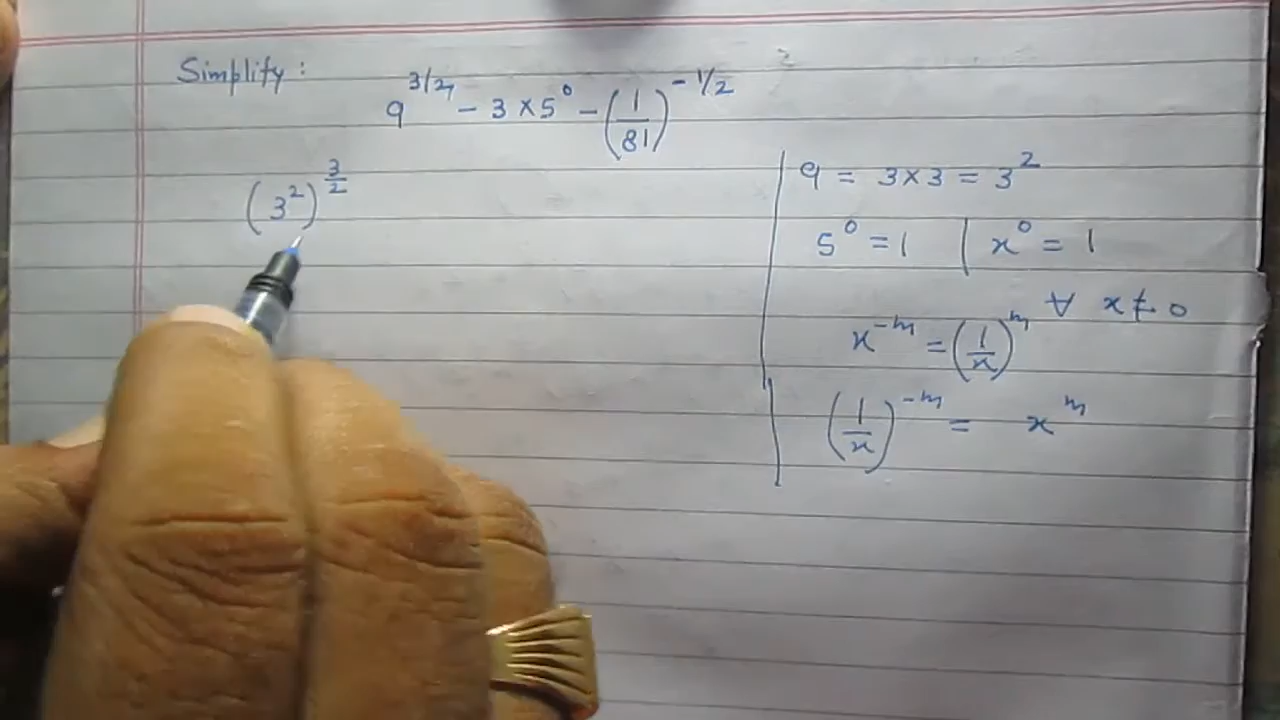 Simplify :
9^{3/2} - 3 × 5^0 - (1/81)^{-1/2}
(3^2)^{3/2}
9 = 3×3 = 3^2
5^0 = 1 | x^0 = 1
∀ x ≠ 0
x^{-m} = (1/x)^m
(1/x)^{-m} = x^m